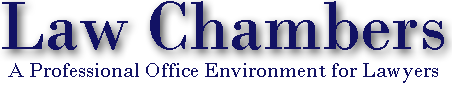 Law Chambers
A Professional Office Environment for Lawyers